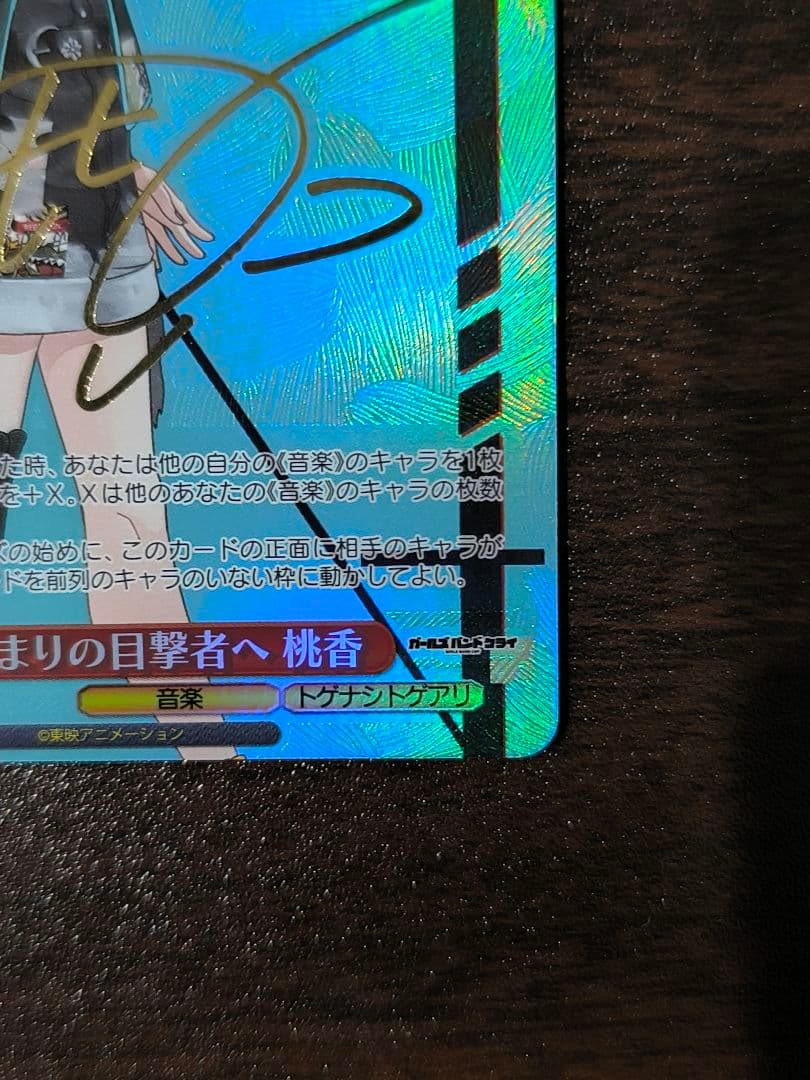 た時、あなたは他の自分の《音楽》のキャラを1枚
を+X。Xは他のあなたの《音楽》のキャラの枚数
の始めに、このカードの正面に相手のキャラが
ドを前列のキャラのいない枠に動かしてよい。
まりの目撃者へ 桃香
ガールズバンドクライ
音楽
トゲナシトゲアリ
©東映アニメーション